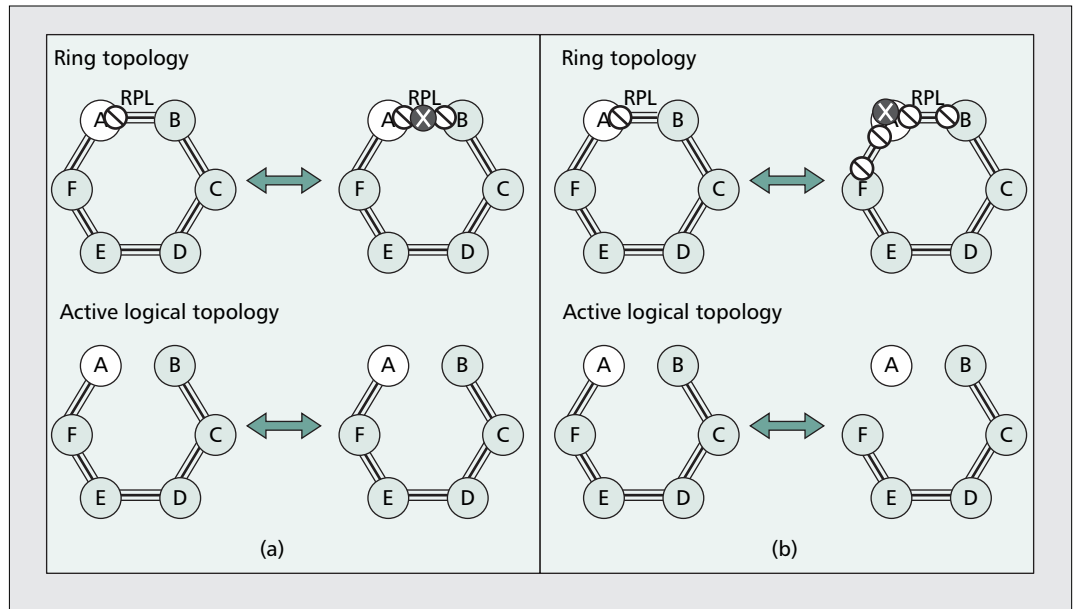 Ring topology
RPL
A B
F C
E D
RPL
A X B
F C
E D
Active logical topology
A B
F C
E D
A B
F C
E D
(a)
Ring topology
RPL
A B
F C
E D
RPL
X A B
F C
E D
Active logical topology
A B
F C
E D
A B
F C
E D
(b)